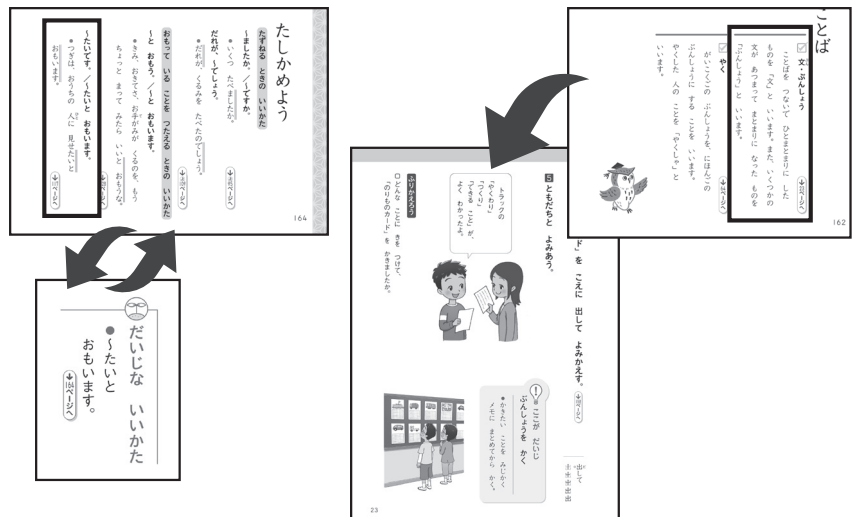 たしかめよう
たずねる ときの いいかた
〜ましたか。／〜ですか。
●いくつ たべましたか。
だれが、〜でしょう。
●だれが、くるみを たべたのでしょう。
おもって いる ことを つたえる ときの いいかた
〜と おもう。／〜と おもいます。
●きみ、おきてさ、お手がみが くるのを、もう
ちょっと まって みたら いいと おもうな。
〜たいです。／〜たいと おもいます。
●つぎは、おうちの 人に 見せたいと
おもいます。
164
ことば
文・ぶんしょう
ことばを つないで ひとまとまりに した
ものを 「文」と いいます。また、いくつかの
文が あつまって まとまりに なった ものを
「ぶんしょう」と いいます。
やく
がいこくごの ぶんしょうを、にほんごの
ぶんしょうに する ことを いいます。
やくした 人の ことを 「やくしゃ」と
いいます。
162
ド」を こえに 出して よみかえす。
5 ともだちと よみあう。
トラックの
「やくわり」
「つくり」
「できる こと」が、
よく わかったよ。
ふりかえろう
□どんな ことに きを つけて、
「のりものカード」を かきましたか。
出して
ここが だいじ
ぶんしょうを かく
●かきたい ことを みじかく
メモに まとめてから かく。
23
だいじな いいかた
●〜たいと
おもいます。
164ページへ